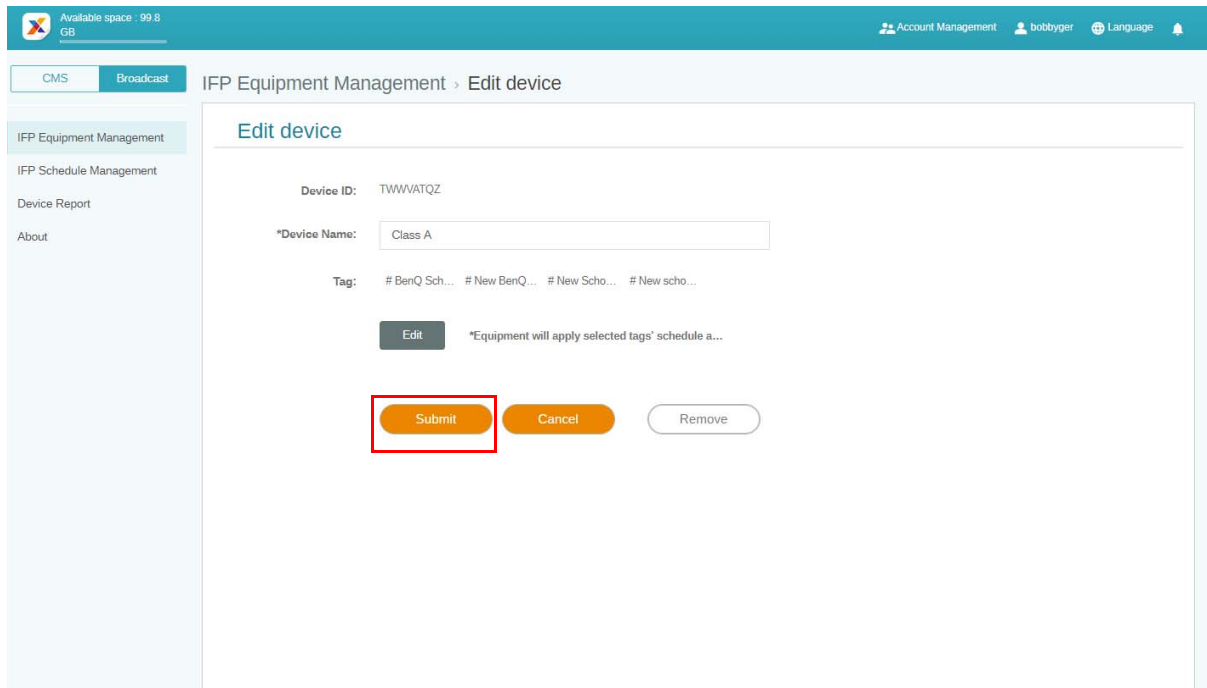 Available space : 99.8
GB
Account Management bobbyger Language
CMS Broadcast
IFP Equipment Management › Edit device
IFP Equipment Management
IFP Schedule Management
Device Report
About
Edit device
Device ID: TWWVATQZ
*Device Name: Class A
Tag: # BenQ Sch... # New BenQ... # New Scho... # New scho...
Edit *Equipment will apply selected tags' schedule a...
Submit Cancel Remove